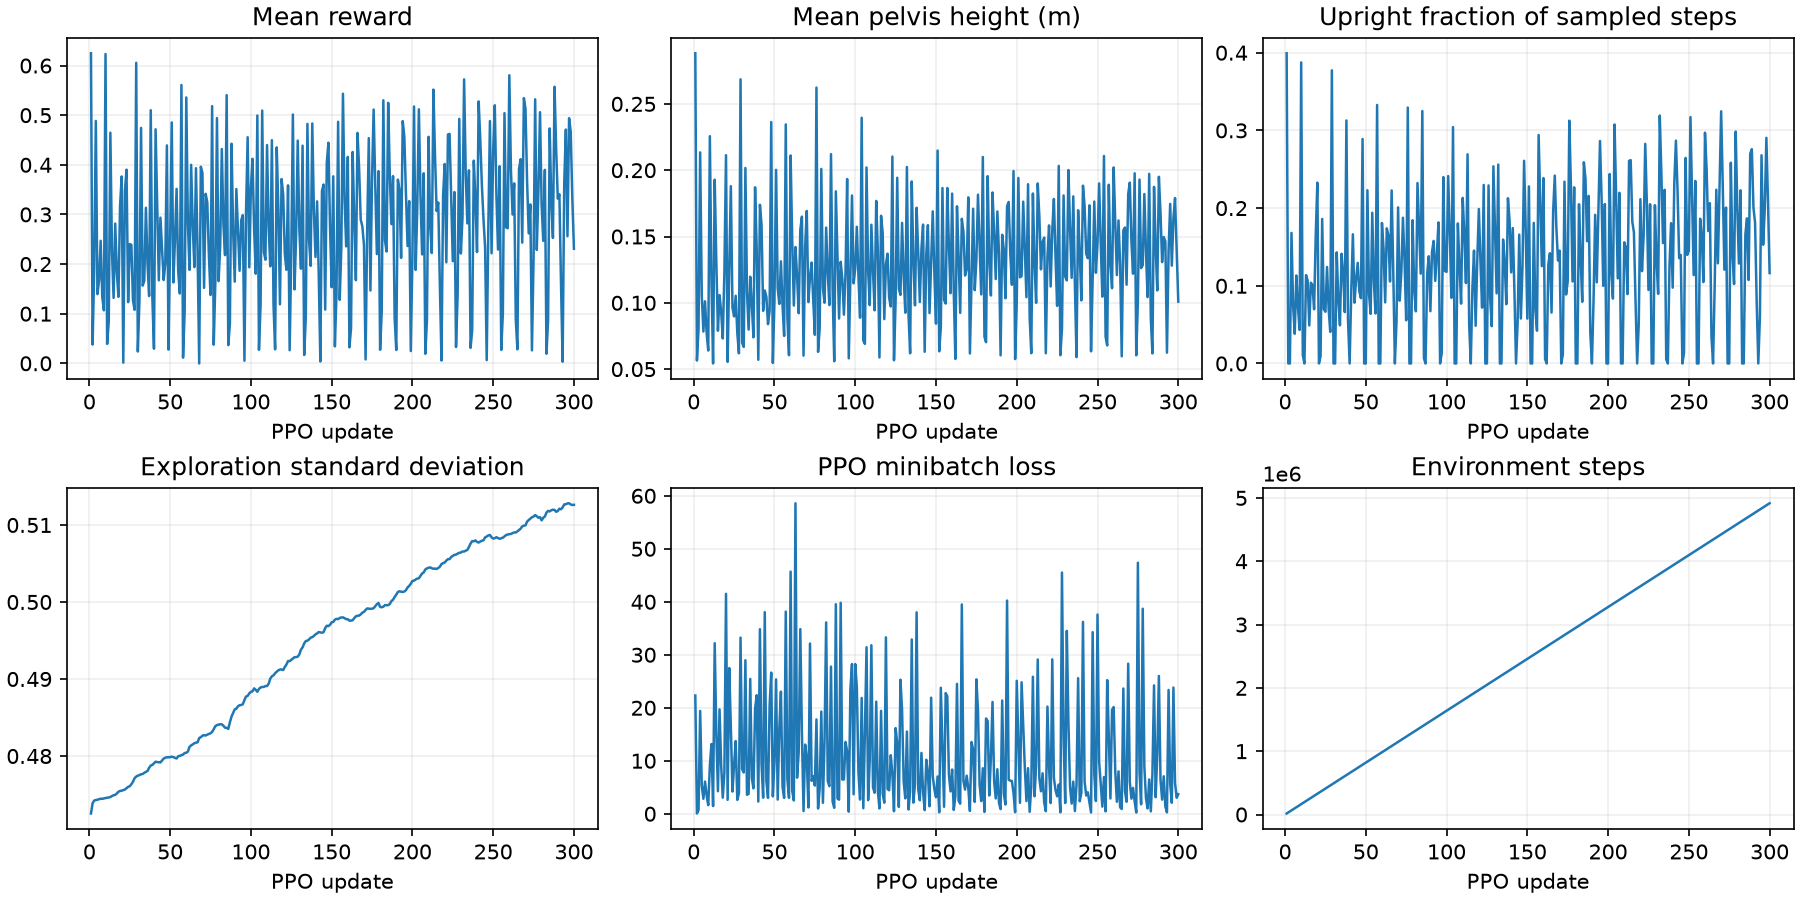 Mean reward
0.6
0.5
0.4
0.3
0.2
0.1
0.0
0 50 100 150 200 250 300
PPO update
Mean pelvis height (m)
0.25
0.20
0.15
0.10
0.05
0 50 100 150 200 250 300
PPO update
Upright fraction of sampled steps
0.4
0.3
0.2
0.1
0.0
0 50 100 150 200 250 300
PPO update
Exploration standard deviation
0.51
0.50
0.49
0.48
0 50 100 150 200 250 300
PPO update
PPO minibatch loss
60
50
40
30
20
10
0
0 50 100 150 200 250 300
PPO update
Environment steps
1e6
5
4
3
2
1
0
0 50 100 150 200 250 300
PPO update